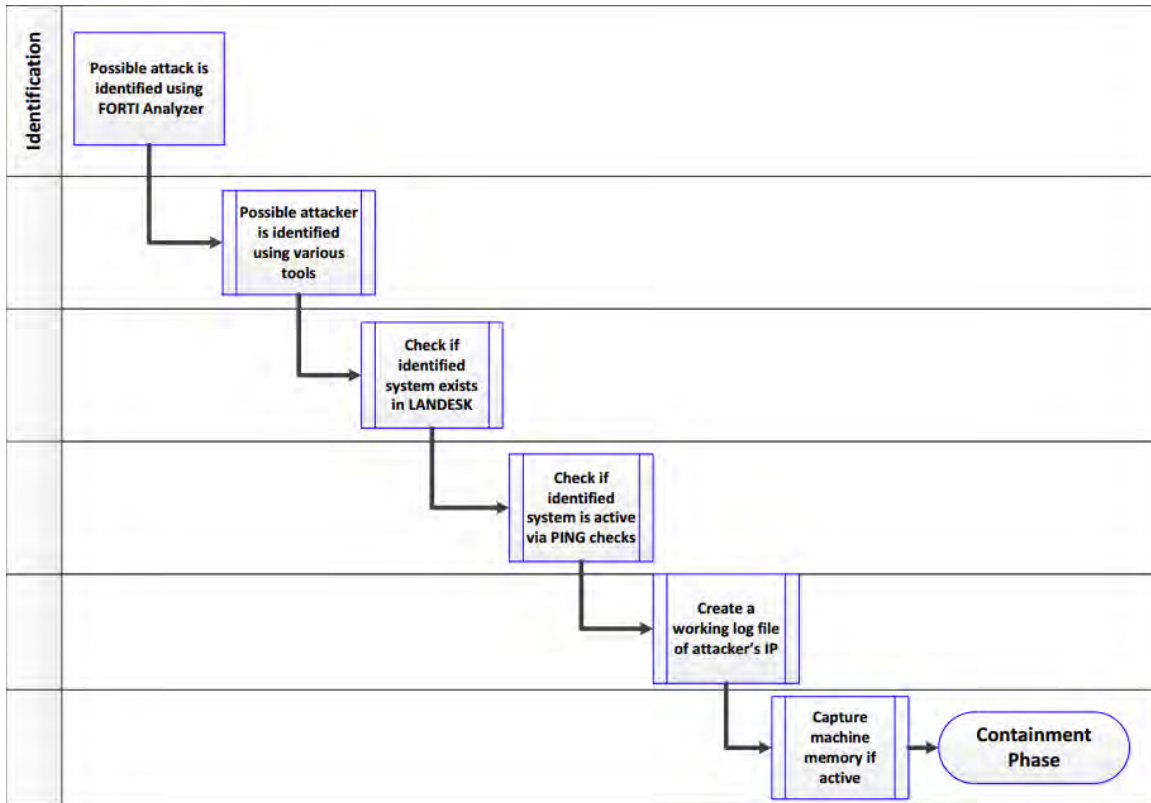 Identification
Possible attack is
identified using
FORTI Analyzer
Possible attacker
is identified
using various
tools
Check if
identified
system exists
in LANDESK
Check if
identified
system is active
via PING checks
Create a
working log file
of attacker's IP
Capture
machine
memory if
active
Containment
Phase